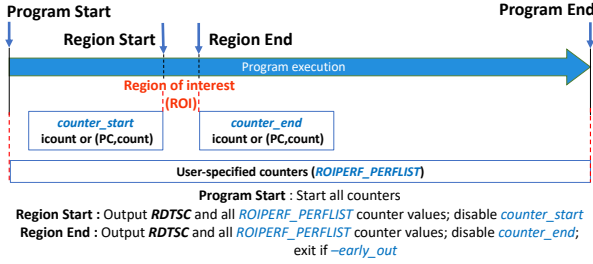 Program Start
Program End
Region Start
Region End
Program execution
Region of interest
(ROI)
counter_start
icount or (PC,count)
counter_end
icount or (PC,count)
User-specified counters (ROIPERF_PERFLIST)
Program Start : Start all counters
Region Start : Output RDTSC and all ROIPERF_PERFLIST counter values; disable counter_start
Region End : Output RDTSC and all ROIPERF_PERFLIST counter values; disable counter_end;
exit if –early_out